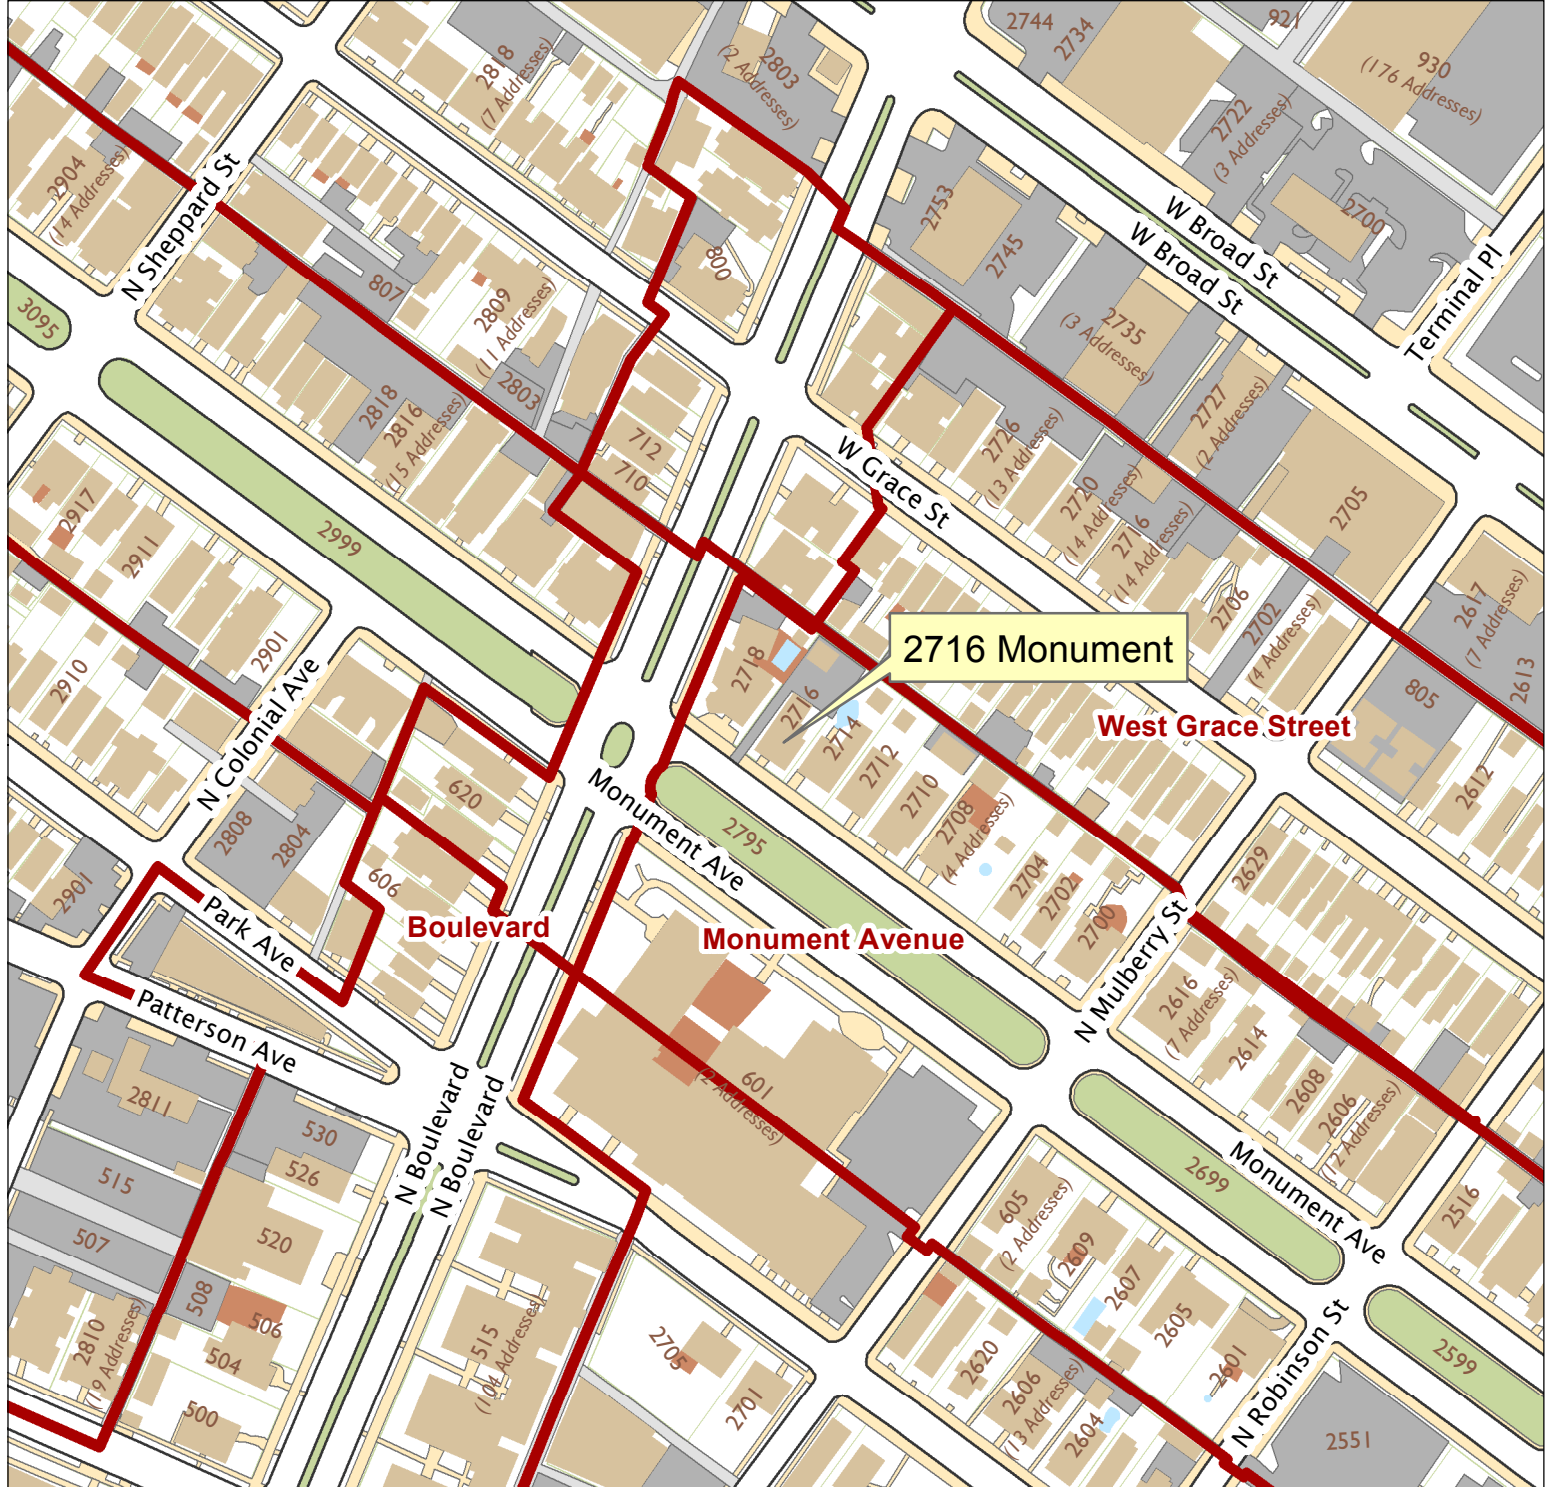 2744
2734
921
930
(176 Addresses)
2818
(7 Addresses)
2803
(2 Addresses)
2722
(3 Addresses)
2700
2904
(14 Addresses)
N Sheppard St
2753
2745
W Broad St
W Broad St
Terminal Pl
800
807
2809
(11 Addresses)
3095
2735
(3 Addresses)
2803
2818
2816
(15 Addresses)
2727
(2 Addresses)
712
710
W Grace St
2726
(13 Addresses)
2720
(14 Addresses)
2716
(14 Addresses)
2705
2917
2911
2999
2706
2702
(4 Addresses)
2617
(7 Addresses)
2613
2901
2910
2718
2716 Monument
2716
2714
2712
2710
2708
(4 Addresses)
West Grace Street
805
2612
N Colonial Ave
620
Monument Ave
2795
2808
2804
606
2704
2702
2700
2629
2901
Park Ave
Boulevard
Monument Avenue
N Mulberry St
Patterson Ave
2616
(7 Addresses)
2614
2608
2606
(12 Addresses)
601
(2 Addresses)
2811
530
526
N Boulevard
N Boulevard
515
507
520
508
506
504
500
2810
(19 Addresses)
2699
Monument Ave
2516
605
(2 Addresses)
2609
2607
2605
2601
515
(104 Addresses)
2705
2701
2620
2606
(13 Addresses)
2604
N Robinson St
2599
2551